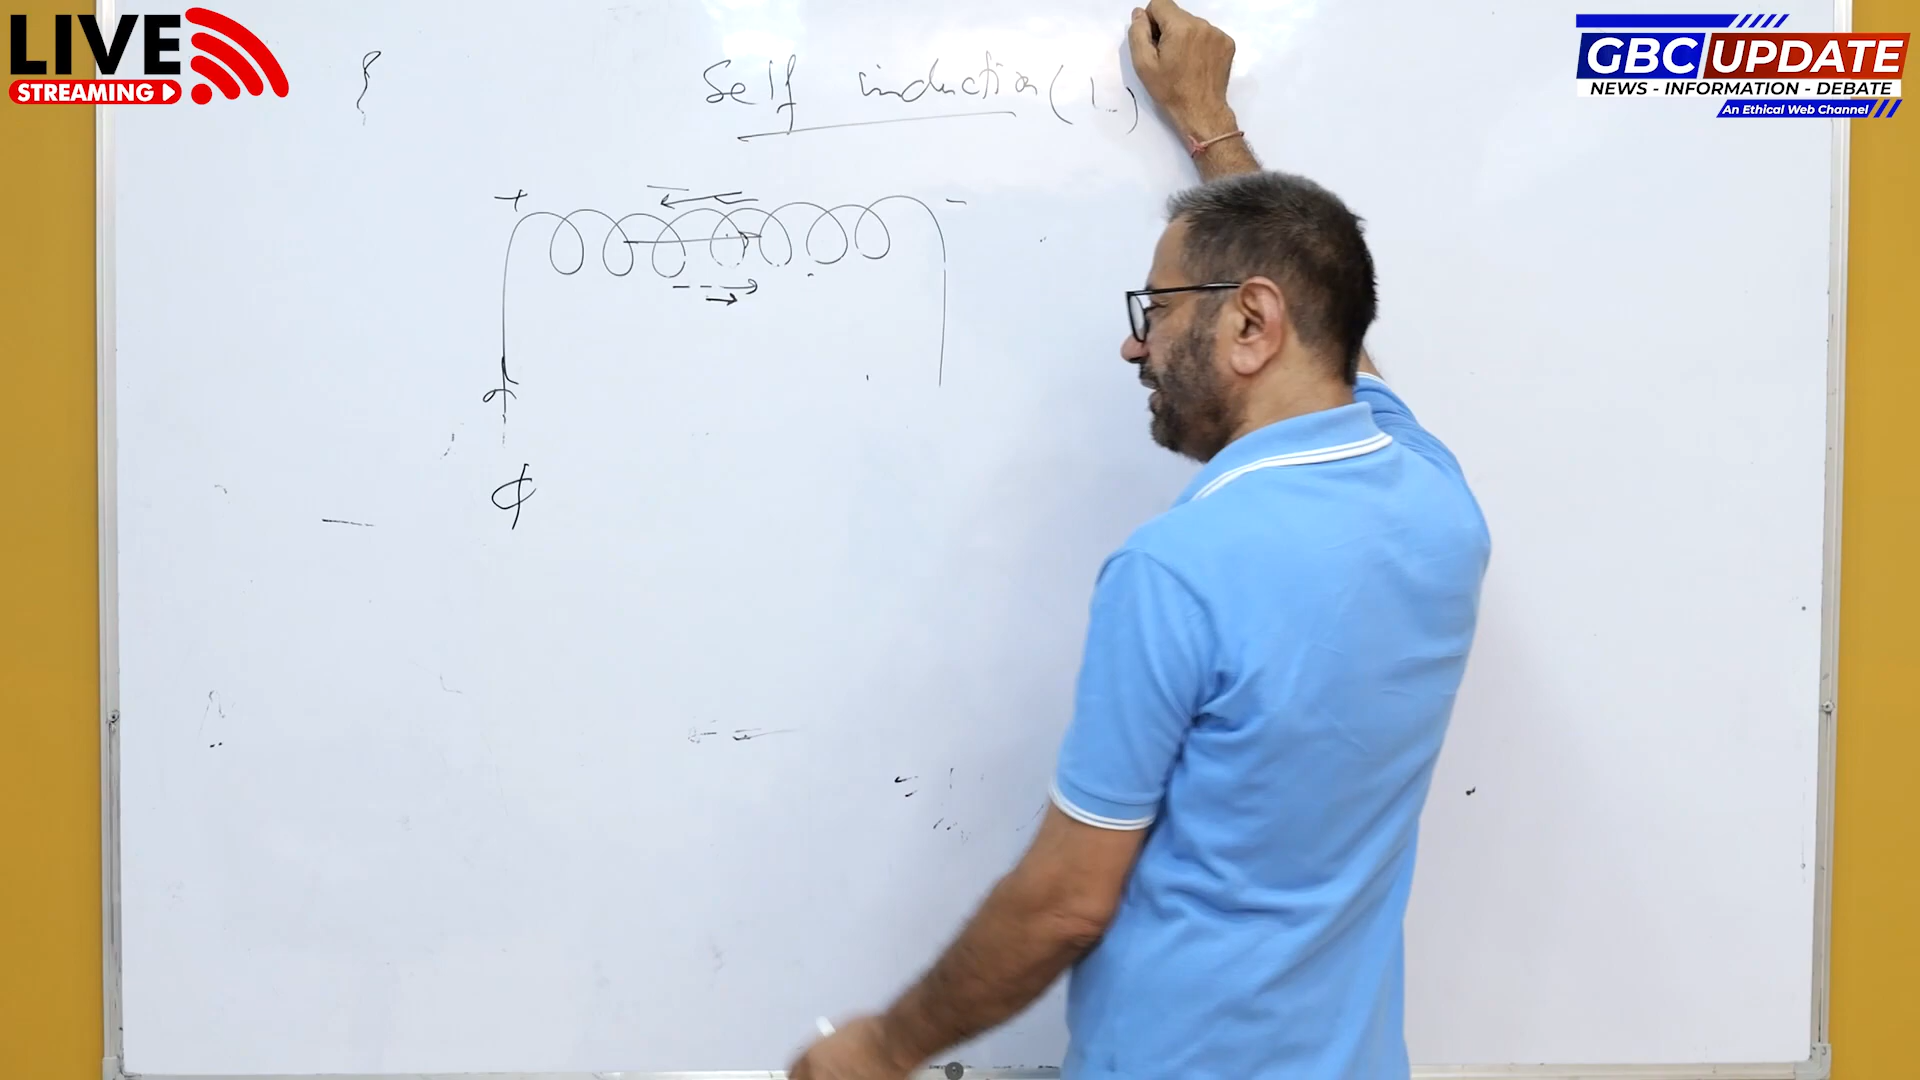 LIVE
STREAMING
GBC UPDATE
NEWS - INFORMATION - DEBATE
An Ethical Web Channel
Self induction (L)
+ -
ϕ